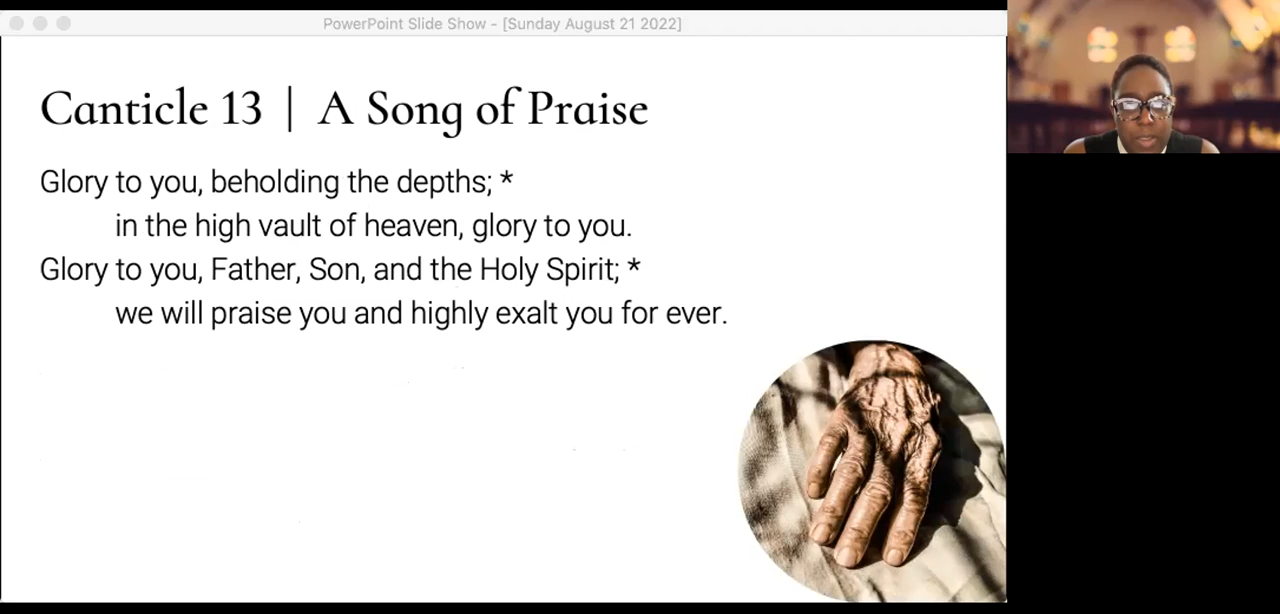 PowerPoint Slide Show - [Sunday August 21 2022]
Canticle 13 | A Song of Praise
Glory to you, beholding the depths; *
in the high vault of heaven, glory to you.
Glory to you, Father, Son, and the Holy Spirit; *
we will praise you and highly exalt you for ever.